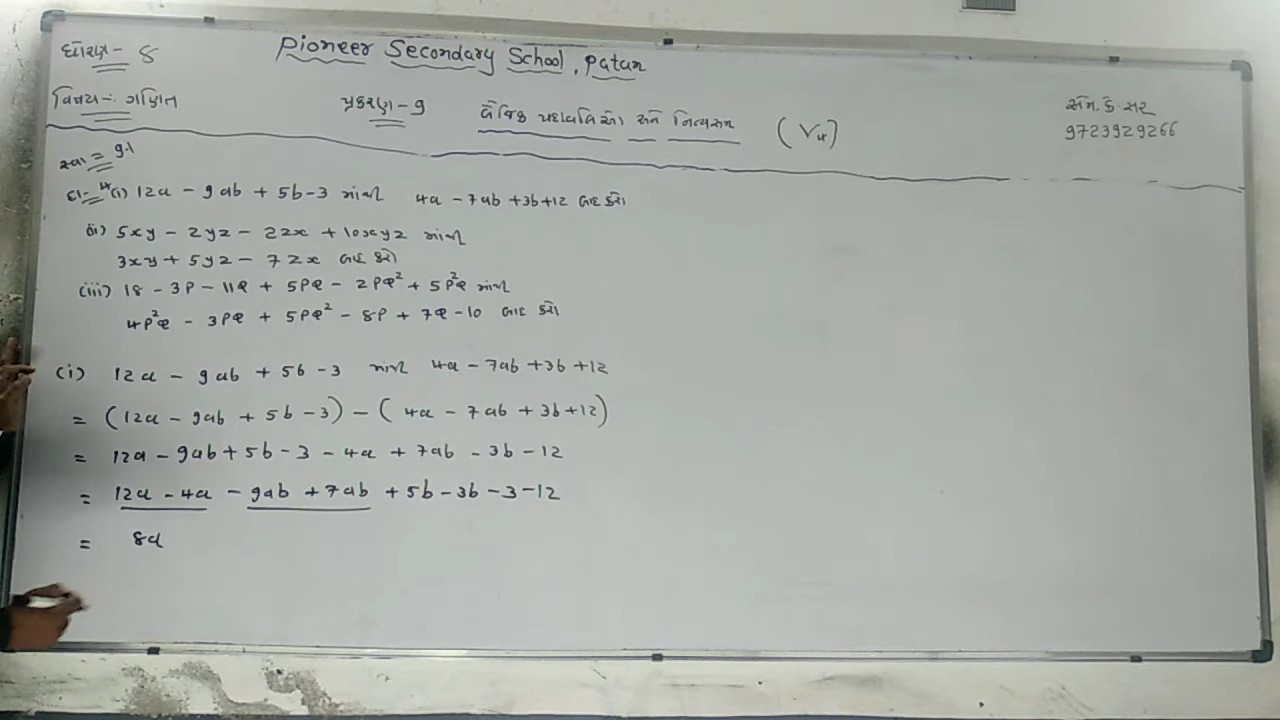 ધોરણ - 8
Pioneer Secondary School, Patan
વિષય :- ગણિત
પ્રકરણ - 9 બૈજિક પદાવલિઓ અને નિત્યસમ (V4)
એન. કે. સર
9723929266
સ્વા = 9.1
દા- 4 (i) 12a - 9ab + 5b - 3 માંથી 4a - 7ab + 3b + 12 બાદ કરો
(ii) 5xy - 2yz - 2zx + 10xyz માંથી
3xy + 5yz - 7zx બાદ કરો
(iii) 18 - 3P - 11Q + 5PQ - 2PQ² + 5P²Q માંથી
4P²Q - 3PQ + 5PQ² - 8P + 7Q - 10 બાદ કરો
(i) 12a - 9ab + 5b - 3 માંથી 4a - 7ab + 3b + 12
= (12a - 9ab + 5b - 3) - (4a - 7ab + 3b + 12)
= 12a - 9ab + 5b - 3 - 4a + 7ab - 3b - 12
= 12a - 4a - 9ab + 7ab + 5b - 3b - 3 - 12
= 8a